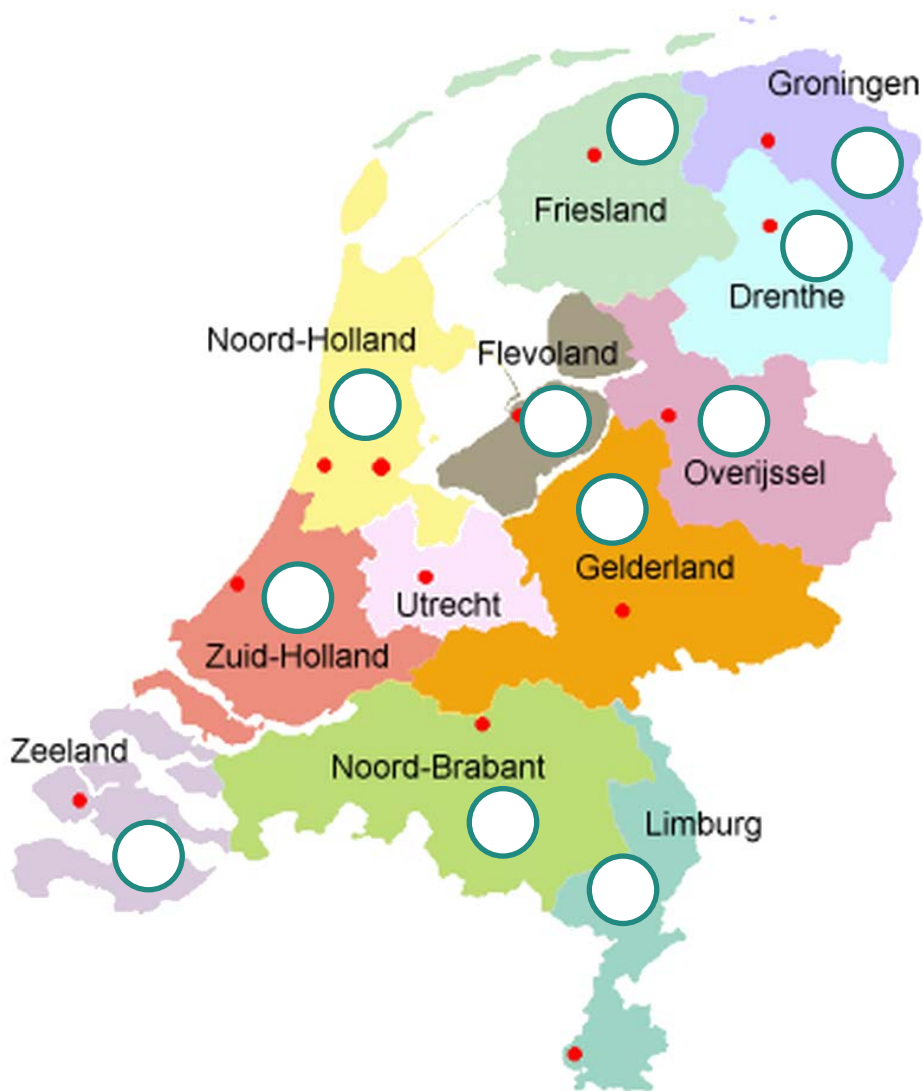 Groningen
Friesland
Drenthe
Noord-Holland
Flevoland
Overijssel
Gelderland
Utrecht
Zuid-Holland
Zeeland
Noord-Brabant
Limburg